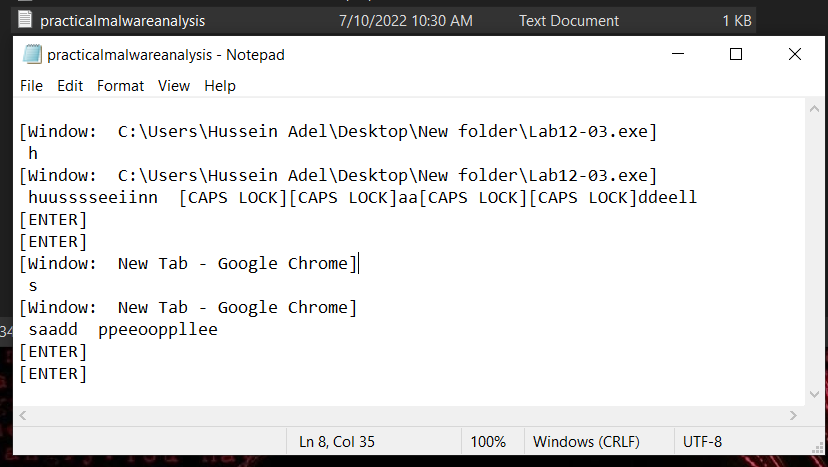 practicalmalwareanalysis 7/10/2022 10:30 AM Text Document 1 KB
practicalmalwareanalysis - Notepad
File Edit Format View Help
[Window:  C:\Users\Hussein Adel\Desktop\New folder\Lab12-03.exe]
h
[Window:  C:\Users\Hussein Adel\Desktop\New folder\Lab12-03.exe]
huusssseeiinn  [CAPS LOCK][CAPS LOCK]aa[CAPS LOCK][CAPS LOCK]ddeell
[ENTER]
[ENTER]
[Window:  New Tab - Google Chrome]
s
[Window:  New Tab - Google Chrome]
saadd  ppeeooppllee
[ENTER]
[ENTER]
Ln 8, Col 35 100% Windows (CRLF) UTF-8